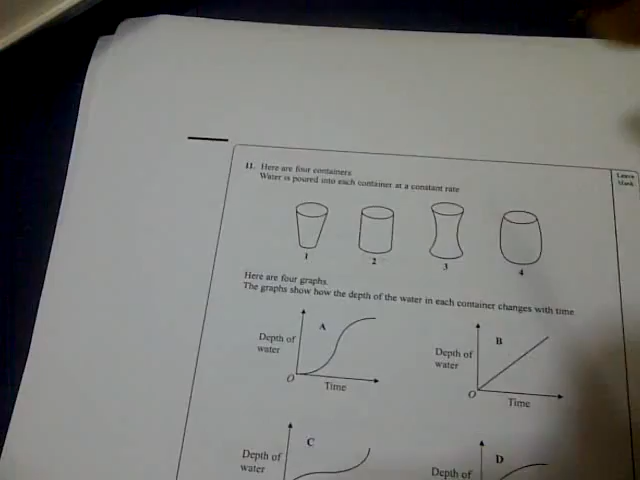 11. Here are four containers.
Water is poured into each container at a constant rate
Leave
blank
1
2
3
4
Here are four graphs.
The graphs show how the depth of the water in each container changes with time
A
Depth of
water
O
Time
B
Depth of
water
O
Time
C
Depth of
water
D
Depth of